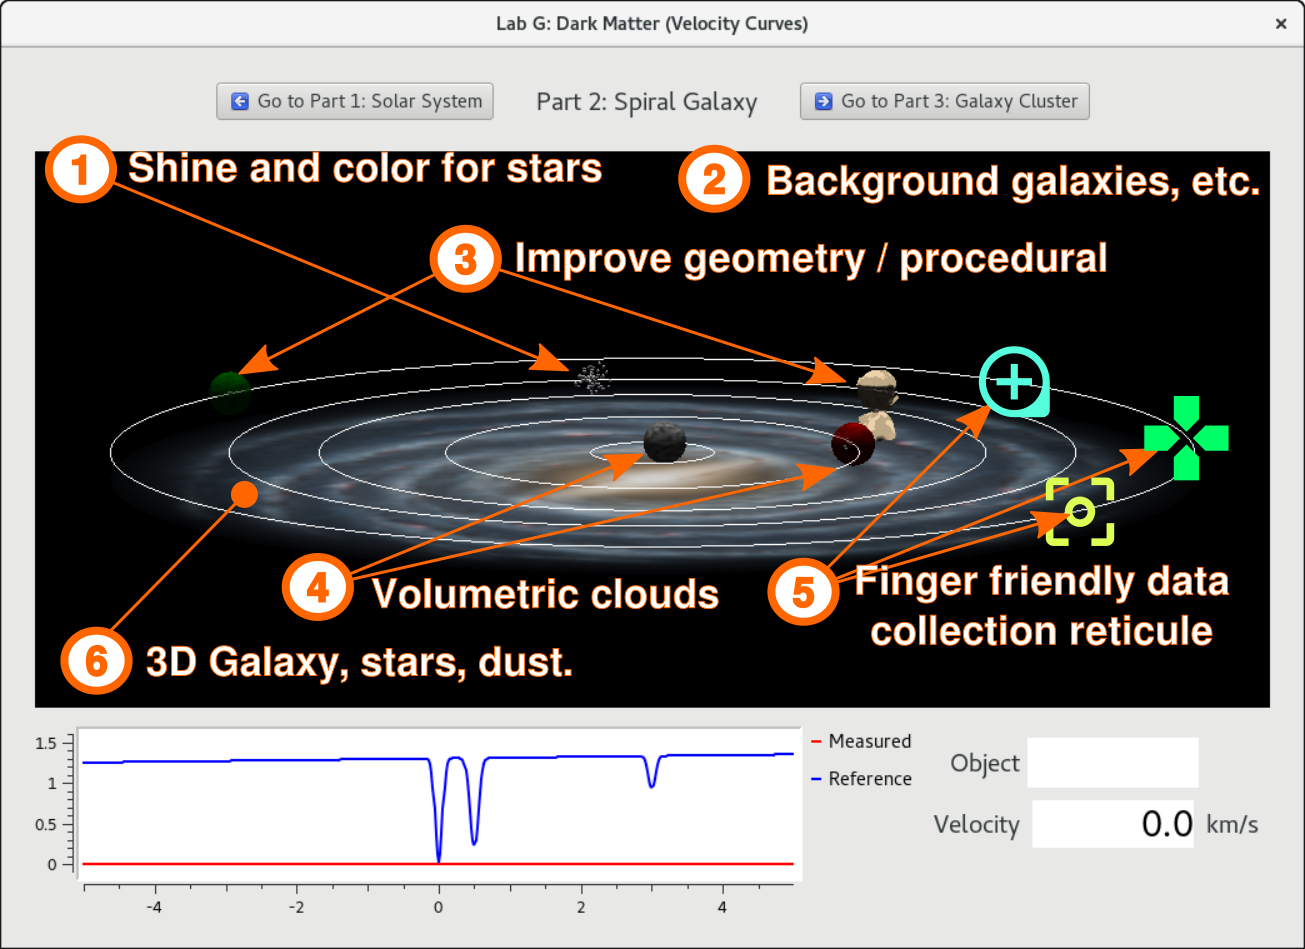 Lab G: Dark Matter (Velocity Curves)
Go to Part 1: Solar System
Part 2: Spiral Galaxy
Go to Part 3: Galaxy Cluster
1 Shine and color for stars
2 Background galaxies, etc.
3 Improve geometry / procedural
4 Volumetric clouds
5 Finger friendly data
collection reticule
6 3D Galaxy, stars, dust.
1.5
1
0.5
0
-4 -2 0 2 4
Measured
Reference
Object
Velocity 0.0 km/s